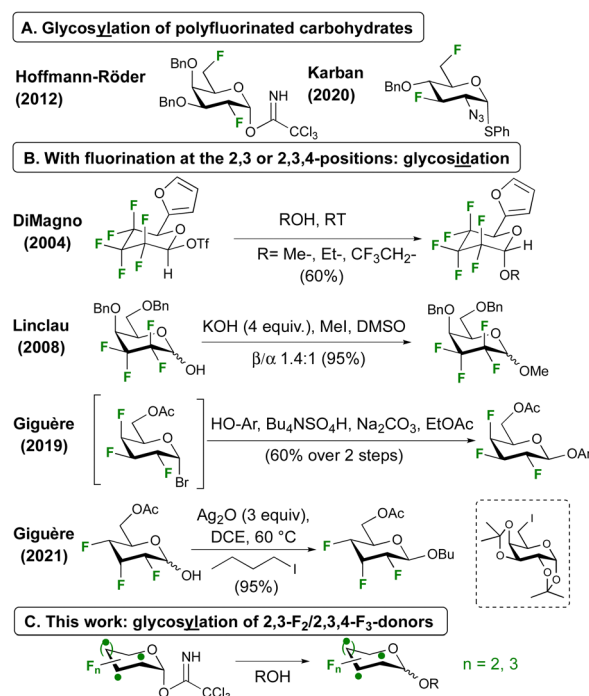 A. Glycosylation of polyfluorinated carbohydrates
Hoffmann-Röder
(2012)
BnO
F
BnO
F
O
O
NH
CCl3
Karban
(2020)
F
BnO
F
O
N3
SPh
B. With fluorination at the 2,3 or 2,3,4-positions: glycosidation
DiMagno
(2004)
O
F
F
F
F
F
F
O
OTf
H
ROH, RT
R= Me-, Et-, CF3CH2-
(60%)
O
F
F
F
F
F
F
O
H
OR
Linclau
(2008)
BnO
OBn
F
O
F
F
F
OH
KOH (4 equiv.), MeI, DMSO
β/α 1.4:1 (95%)
BnO
OBn
F
O
F
F
F
OMe
Giguère
(2019)
F
OAc
O
F
F
Br
HO-Ar, Bu4NSO4H, Na2CO3, EtOAc
(60% over 2 steps)
F
OAc
O
F
F
OAr
Giguère
(2021)
OAc
F
O
F
F
OH
Ag2O (3 equiv),
DCE, 60 °C
I
(95%)
OAc
F
O
F
F
OBu
I
O
O
O
O
O
C. This work: glycosylation of 2,3-F2/2,3,4-F3-donors
Fn
O
O
NH
CCl3
ROH
Fn
O
OR
n = 2, 3